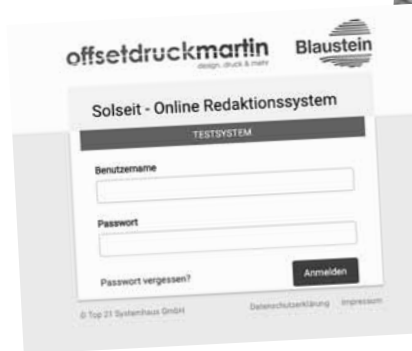 offsetdruckmartin
design, druck & mehr
Blaustein
Solseit - Online Redaktionssystem
TESTSYSTEM
Benutzername
Passwort
Passwort vergessen?
Anmelden
© Top 21 Systemhaus GmbH
Datenschutzerklärung
Impressum